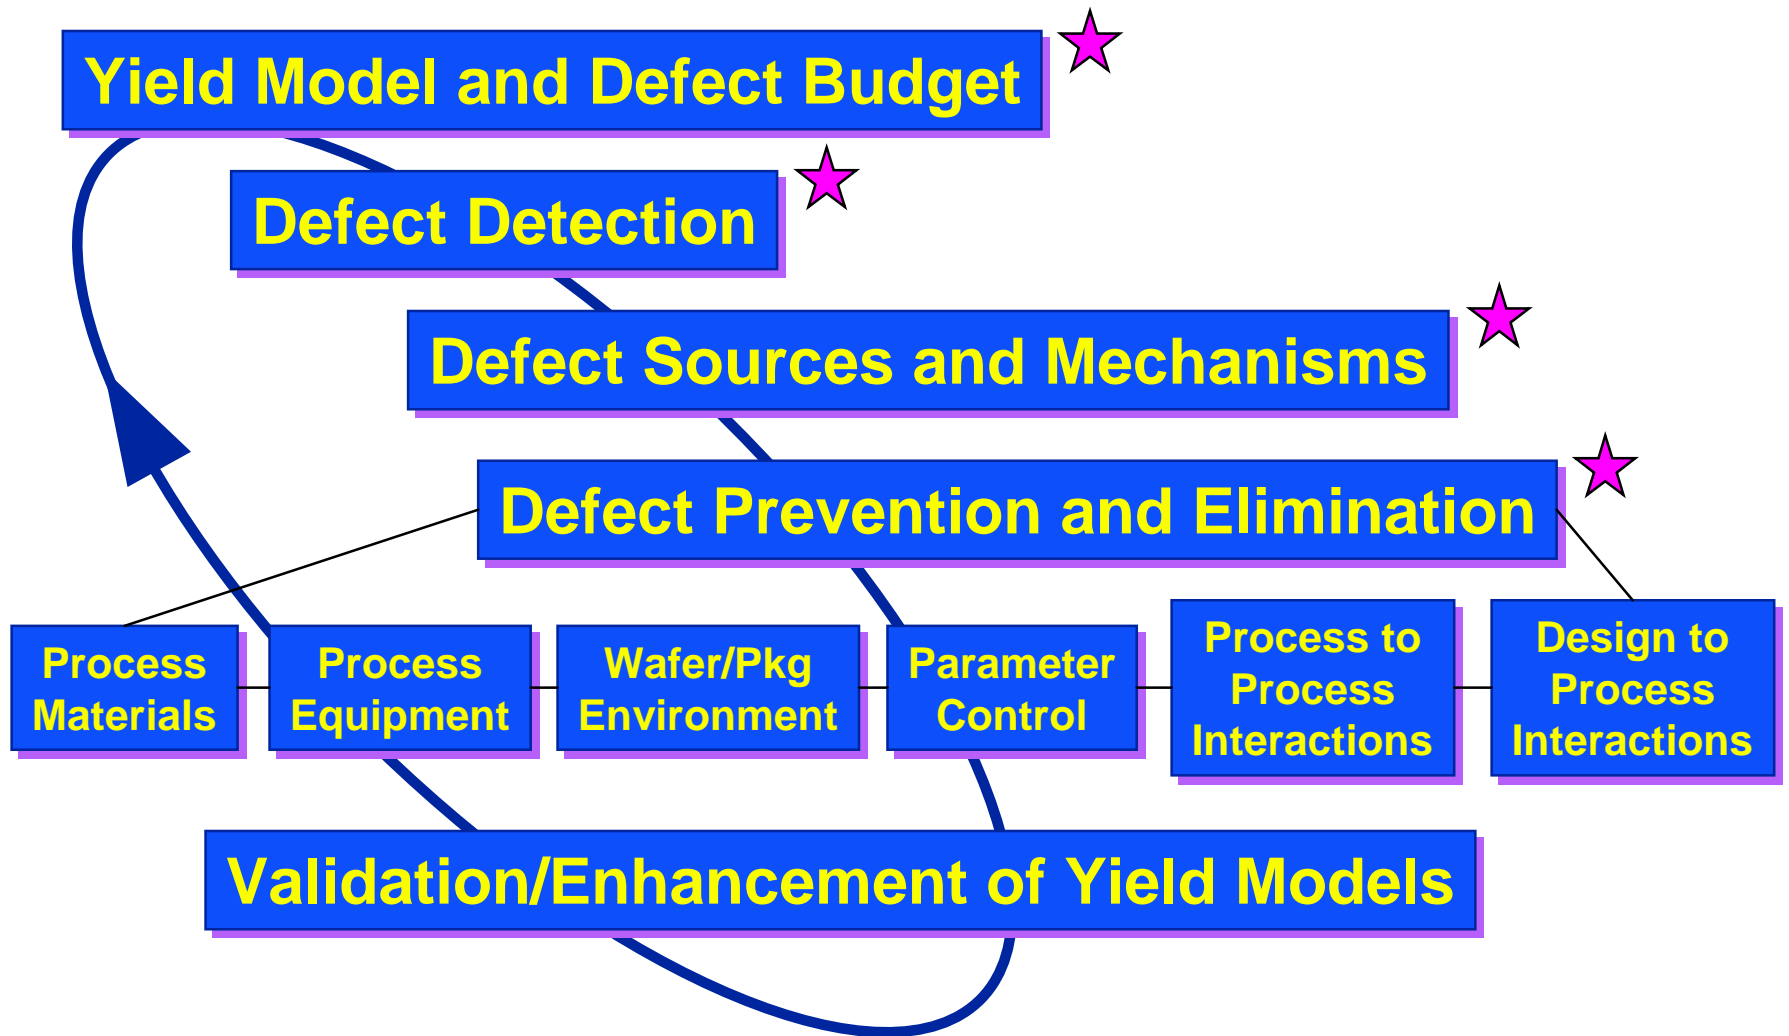 Yield Model and Defect Budget
Defect Detection
Defect Sources and Mechanisms
Defect Prevention and Elimination
Process
Materials
Process
Equipment
Wafer/Pkg
Environment
Parameter
Control
Process to
Process
Interactions
Design to
Process
Interactions
Validation/Enhancement of Yield Models